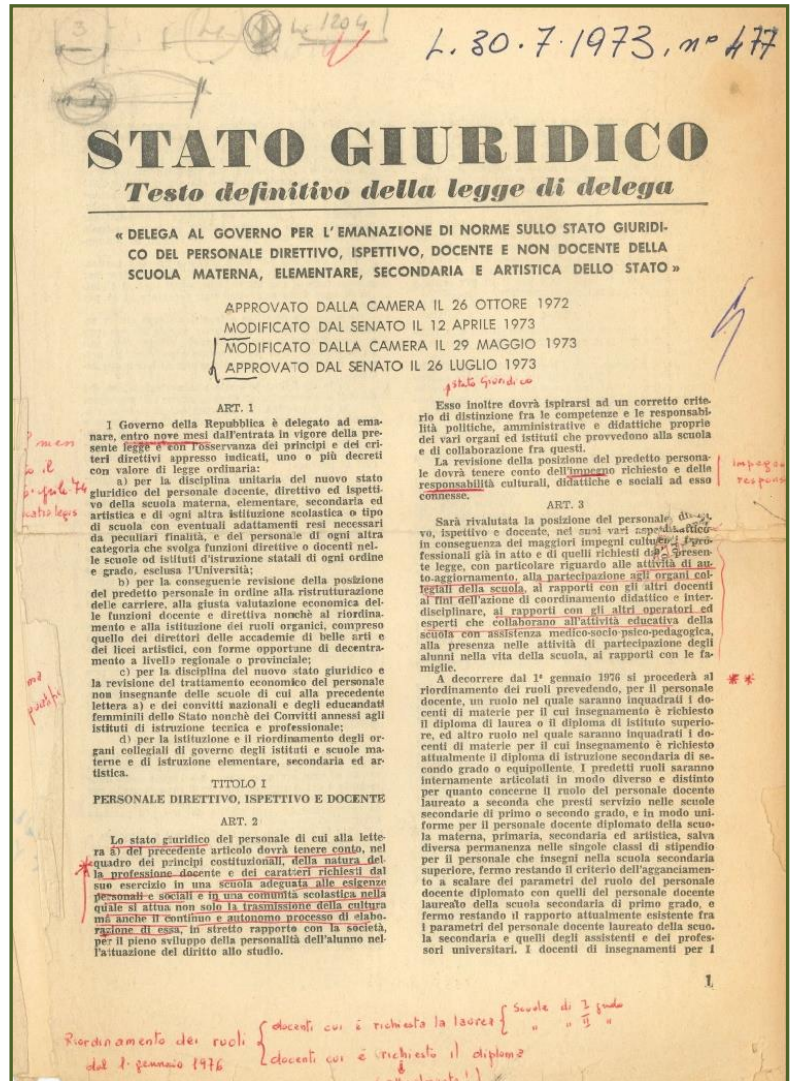 L. 1204
L. 30.7.1973, n° 477
STATO GIURIDICO
Testo definitivo della legge di delega
« DELEGA AL GOVERNO PER L'EMANAZIONE DI NORME SULLO STATO GIURIDI-
CO DEL PERSONALE DIRETTIVO, ISPETTIVO, DOCENTE E NON DOCENTE DELLA
SCUOLA MATERNA, ELEMENTARE, SECONDARIA E ARTISTICA DELLO STATO »
APPROVATO DALLA CAMERA IL 26 OTTORE 1972
MODIFICATO DAL SENATO IL 12 APRILE 1973
MODIFICATO DALLA CAMERA IL 29 MAGGIO 1973
APPROVATO DAL SENATO IL 26 LUGLIO 1973
ART. 1
I Governo della Repubblica è delegato ad ema-
nare, entro nove mesi dall'entrata in vigore della pre-
sente legge e con l'osservanza dei principi e dei cri-
teri direttivi appresso indicati, uno o più decreti
con valore di legge ordinaria:
a) per la disciplina unitaria del nuovo stato
giuridico del personale docente, direttivo ed ispetti-
vo della scuola materna, elementare, secondaria ed
artistica e di ogni altra istituzione scolastica o tipo
di scuola con eventuali adattamenti resi necessari
da peculiari finalità, e del personale di ogni altra
categoria che svolga funzioni direttive o docenti nel-
le scuole od istituti d'istruzione statali di ogni ordine
e grado, esclusa l'Università;
b) per la conseguente revisione della posizione
del predetto personale in ordine alla ristrutturazione
delle carriere, alla giusta valutazione economica del-
le funzioni docente e direttiva nonchè al riordina-
mento e alla istituzione dei ruoli organici, compreso
quello dei direttori delle accademie di belle arti e
dei licei artistici, con forme opportune di decentra-
mento a livello regionale o provinciale;
c) per la disciplina del nuovo stato giuridico e
la revisione del trattamento economico del personale
non insegnante delle scuole di cui alla precedente
lettera a) e dei convitti nazionali e degli educandati
femminili dello Stato nonchè dei Convitti annessi agli
istituti di istruzione tecnica e professionale;
d) per la istituzione e il riordinamento degli or-
gani collegiali di governo degli istituti e scuole ma-
terne e di istruzione elementare, secondaria ed ar-
tistica.
TITOLO I
PERSONALE DIRETTIVO, ISPETTIVO E DOCENTE
ART. 2
Lo stato giuridico del personale di cui alla lette-
ra a) del precedente articolo dovrà tenere conto, nel
quadro dei principi costituzionali, della natura del-
la professione docente e dei caratteri richiesti dal
suo esercizio in una scuola adeguata alle esigenze
personali e sociali e in una comunità scolastica nella
quale si attua non solo la trasmissione della cultura
ma anche il continuo e autonomo processo di elabo-
razione di essa, in stretto rapporto con la società,
per il pieno sviluppo della personalità dell'alunno nel-
l'attuazione del diritto allo studio.
stato giuridico
Esso inoltre dovrà ispirarsi ad un corretto crite-
rio di distinzione fra le competenze e le responsabi-
lità politiche, amministrative e didattiche proprie
dei vari organi ed istituti che provvedono alla scuola
e di collaborazione fra questi.
La revisione della posizione del predetto persona-
le dovrà tenere conto dell'impegno richiesto e delle
responsabilità culturali, didattiche e sociali ad esso
connesse.
impegno
respons
ART. 3
Sarà rivalutata la posizione del personale
vo, ispettivo e docente, nei suoi vari
in conseguenza dei maggiori impegni culturali
fessionali già in atto e di quelli richiesti presen-
te legge, con particolare riguardo alle attività di au-
to-aggiornamento, alla partecipazione agli organi col-
legiali della scuola, ai rapporti con gli altri docenti
ai fini dell'azione di coordinamento didattico e inter-
disciplinare, ai rapporti con gli altri operatori ed
esperti che collaborano all'attività educativa della
scuola con assistenza medico-socio-psico-pedagogica,
alla presenza nelle attività di partecipazione degli
alunni nella vita della scuola, ai rapporti con le fa-
miglie.
A decorrere dal 1º gennaio 1976 si procederà al
riordinamento dei ruoli prevedendo, per il personale
docente, un ruolo nel quale saranno inquadrati i do-
centi di materie per il cui insegnamento è richiesto
il diploma di laurea o il diploma di istituto superio-
re, ed altro ruolo nel quale saranno inquadrati i do-
centi di materie per il cui insegnamento è richiesto
attualmente il diploma di istruzione secondaria di se-
condo grado o equipollente. I predetti ruoli saranno
internamente articolati in modo diverso e distinto
per quanto concerne il ruolo del personale docente
laureato a seconda che presti servizio nelle scuole
secondarie di primo o secondo grado, e in modo uni-
forme per il personale docente diplomato della scuo-
la materna, primaria, secondaria ed artistica, salva
diversa permanenza nelle singole classi di stipendio
per il personale che insegni nella scuola secondaria
superiore, fermo restando il criterio dell'agganciamen-
to a scalare dei parametri del ruolo del personale
docente diplomato con quelli del personale docente
laureato della scuola secondaria di primo grado, e
fermo restando il rapporto attualmente esistente fra
i parametri del personale docente laureato della scuo.
la secondaria e quelli degli assistenti e dei profes-
sori universitari. I docenti di insegnamenti per i
1
Riordinamento dei ruoli
dal 1. gennaio 1976
docenti cui è richiesta la laurea
Scuole di I grado
" " II "
docenti cui è richiesto il diploma